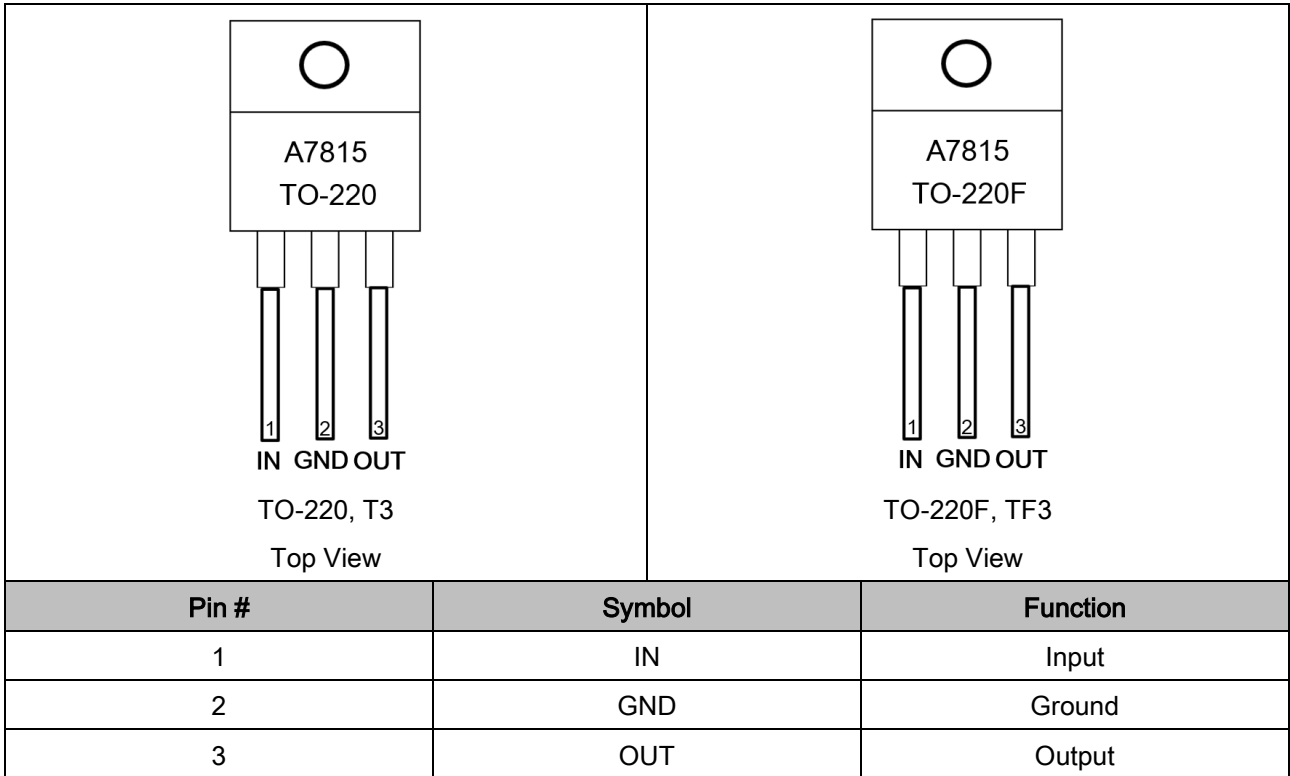 A7815
TO-220
1 2 3
IN GND OUT
TO-220, T3
Top View
A7815
TO-220F
1 2 3
IN GND OUT
TO-220F, TF3
Top View
Pin # Symbol Function
1 IN Input
2 GND Ground
3 OUT Output